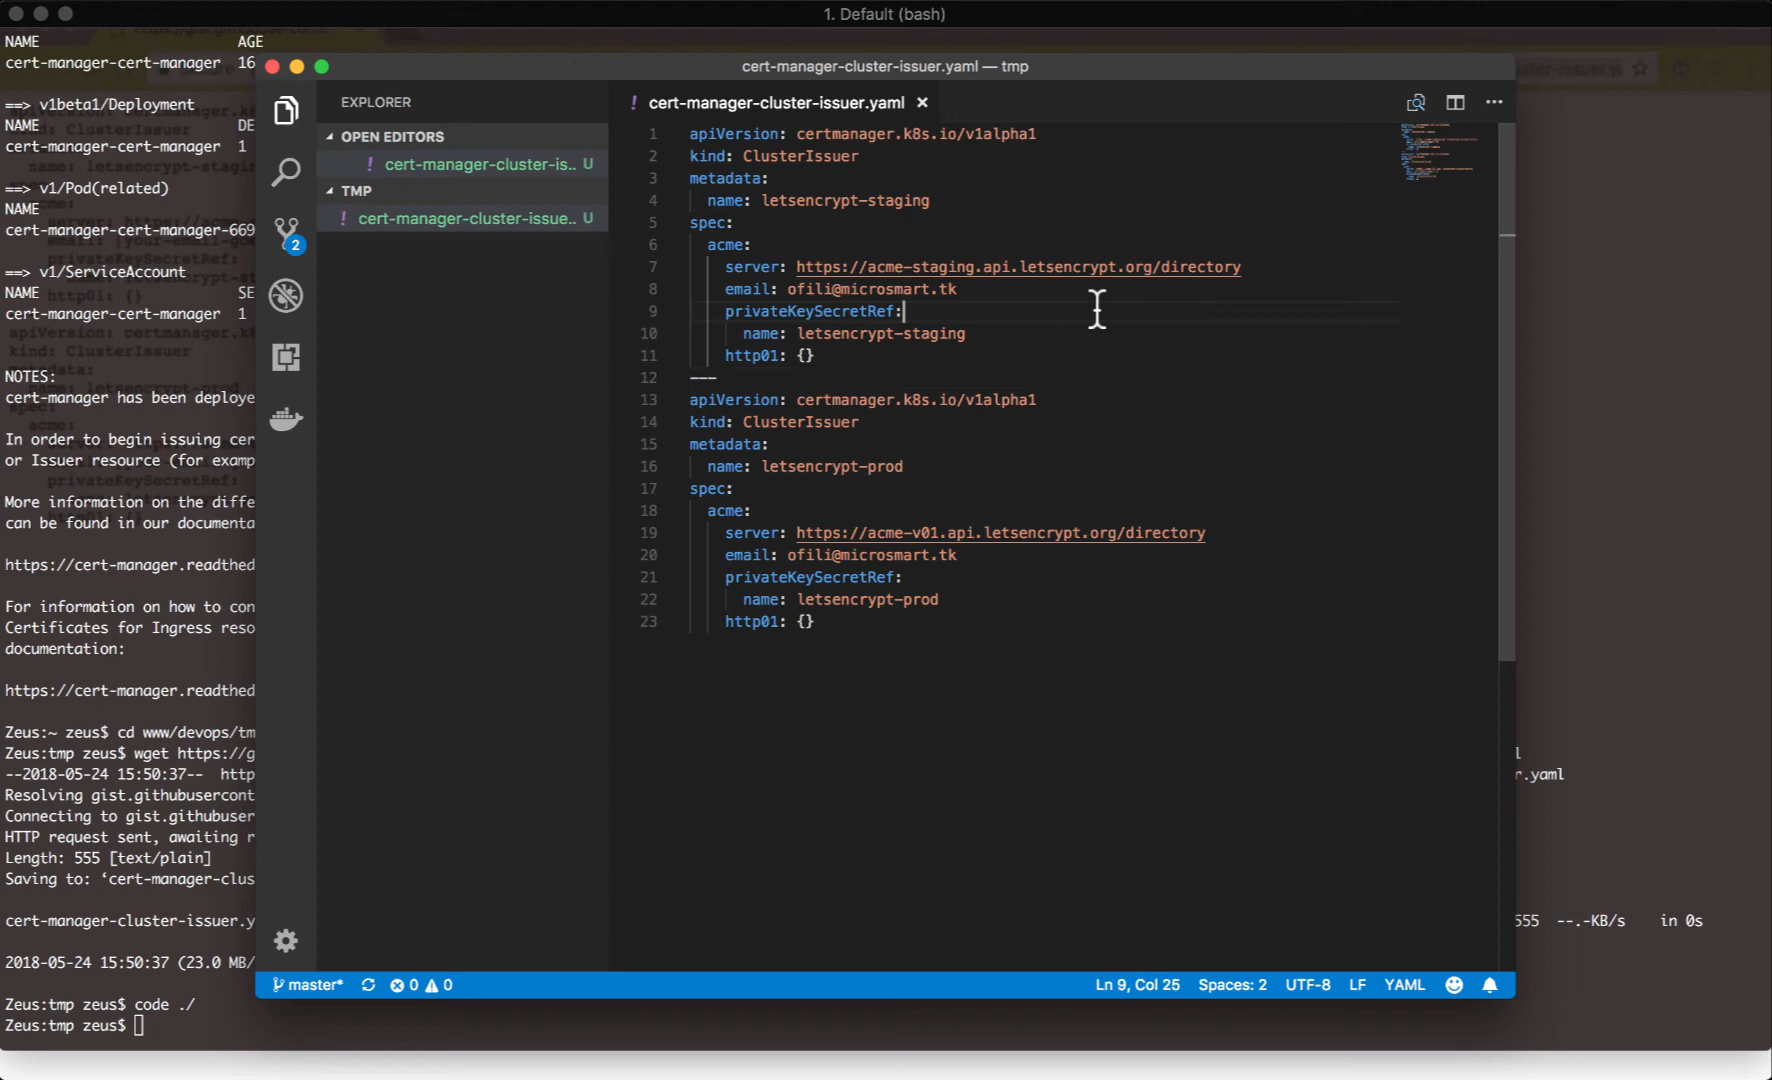 1. Default (bash)
NAME AGE
cert-manager-cert-manager 16
==> v1beta1/Deployment
NAME DE
cert-manager-cert-manager 1
==> v1/Pod(related)
NAME
cert-manager-cert-manager-669
==> v1/ServiceAccount
NAME SE
cert-manager-cert-manager 1
NOTES:
cert-manager has been deploye
In order to begin issuing cer
or Issuer resource (for examp
More information on the diffe
can be found in our documenta
https://cert-manager.readthed
For information on how to con
Certificates for Ingress reso
documentation:
https://cert-manager.readthed
Zeus:~ zeus$ cd www/devops/tm
Zeus:tmp zeus$ wget https://g
--2018-05-24 15:50:37-- http
Resolving gist.githubusercont
Connecting to gist.githubuser
HTTP request sent, awaiting r
Length: 555 [text/plain]
Saving to: ‘cert-manager-clus
cert-manager-cluster-issuer.y
2018-05-24 15:50:37 (23.0 MB/
Zeus:tmp zeus$ code ./
Zeus:tmp zeus$
l
r.yaml
555 --.-KB/s in 0s
cert-manager-cluster-issuer.yaml — tmp
EXPLORER
OPEN EDITORS
! cert-manager-cluster-is.. U
TMP
! cert-manager-cluster-issue.. U
2
! cert-manager-cluster-issuer.yaml ×
1 apiVersion: certmanager.k8s.io/v1alpha1
2 kind: ClusterIssuer
3 metadata:
4 name: letsencrypt-staging
5 spec:
6 acme:
7 server: https://acme-staging.api.letsencrypt.org/directory
8 email: ofili@microsmart.tk
9 privateKeySecretRef:
10 name: letsencrypt-staging
11 http01: {}
12 ---
13 apiVersion: certmanager.k8s.io/v1alpha1
14 kind: ClusterIssuer
15 metadata:
16 name: letsencrypt-prod
17 spec:
18 acme:
19 server: https://acme-v01.api.letsencrypt.org/directory
20 email: ofili@microsmart.tk
21 privateKeySecretRef:
22 name: letsencrypt-prod
23 http01: {}
master* 0 0 Ln 9, Col 25 Spaces: 2 UTF-8 LF YAML